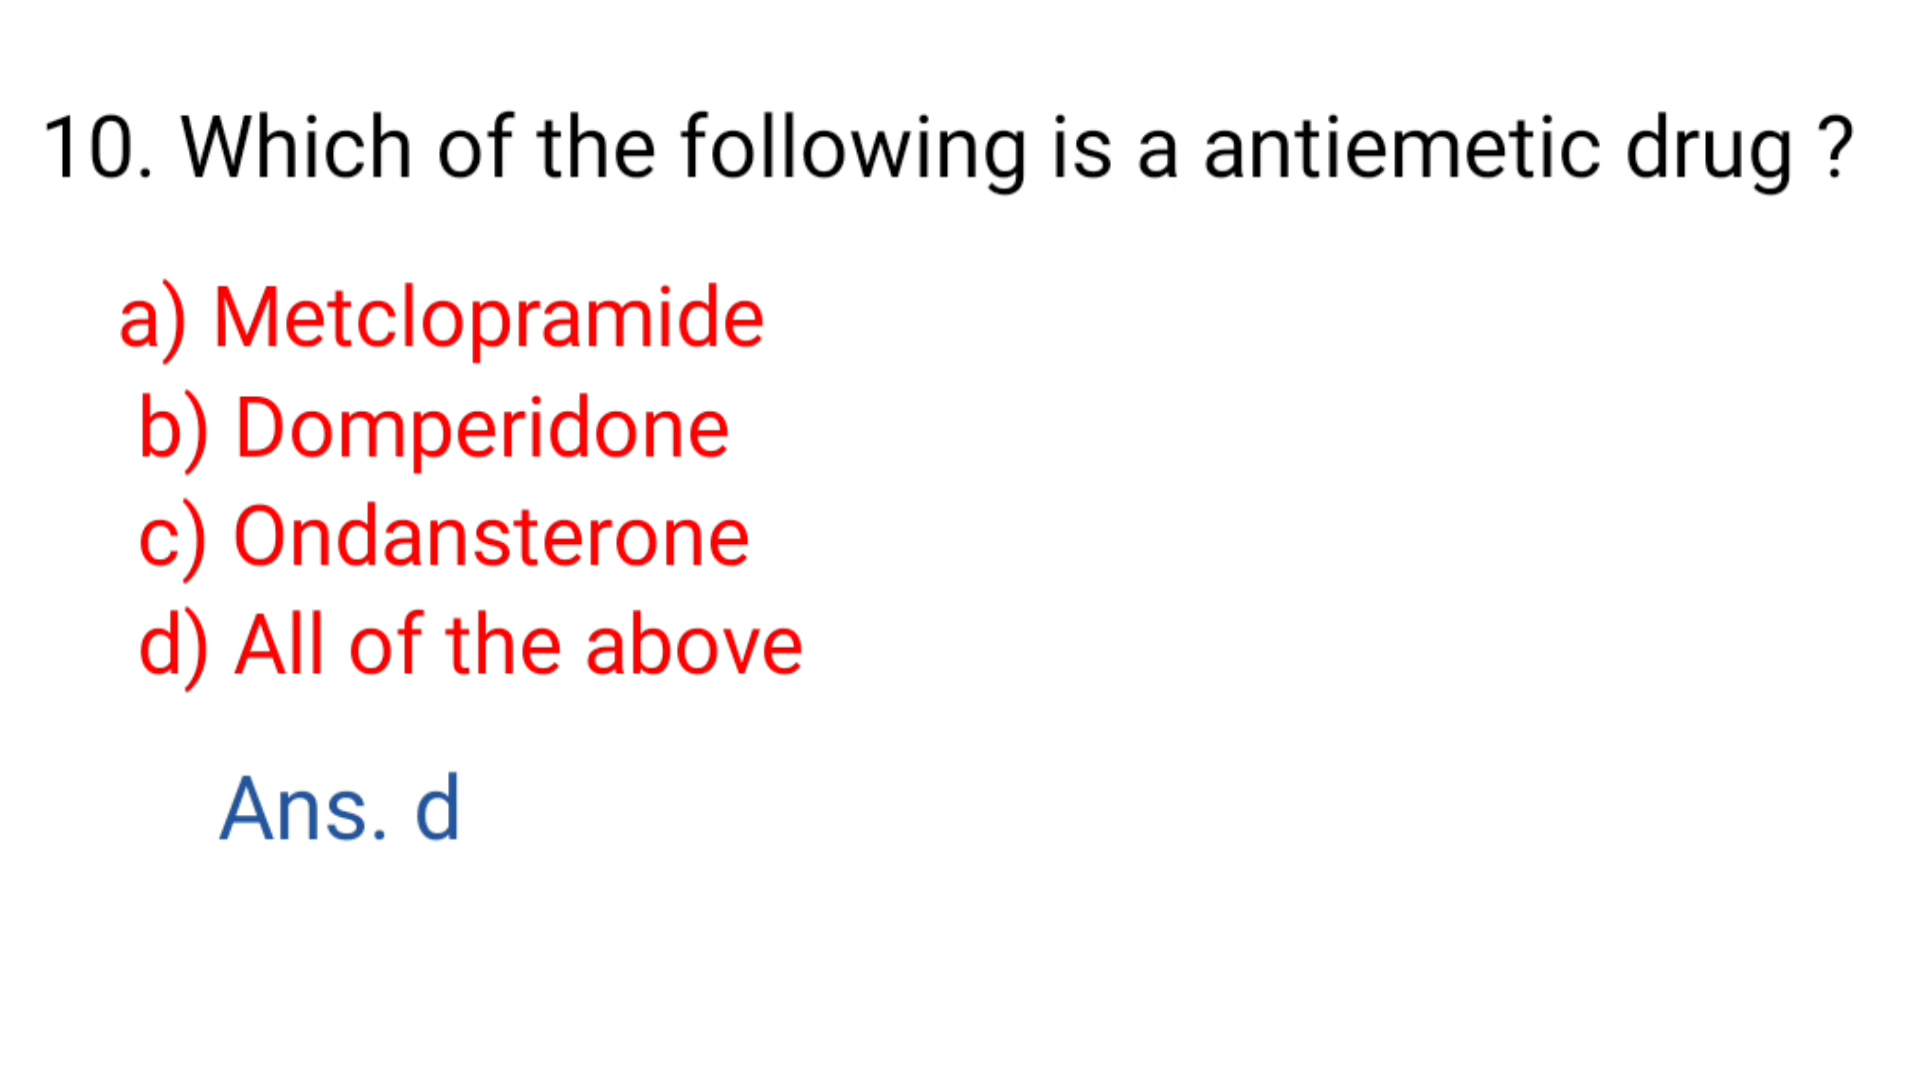 10. Which of the following is a antiemetic drug ?
a) Metclopramide
b) Domperidone
c) Ondansterone
d) All of the above
Ans. d